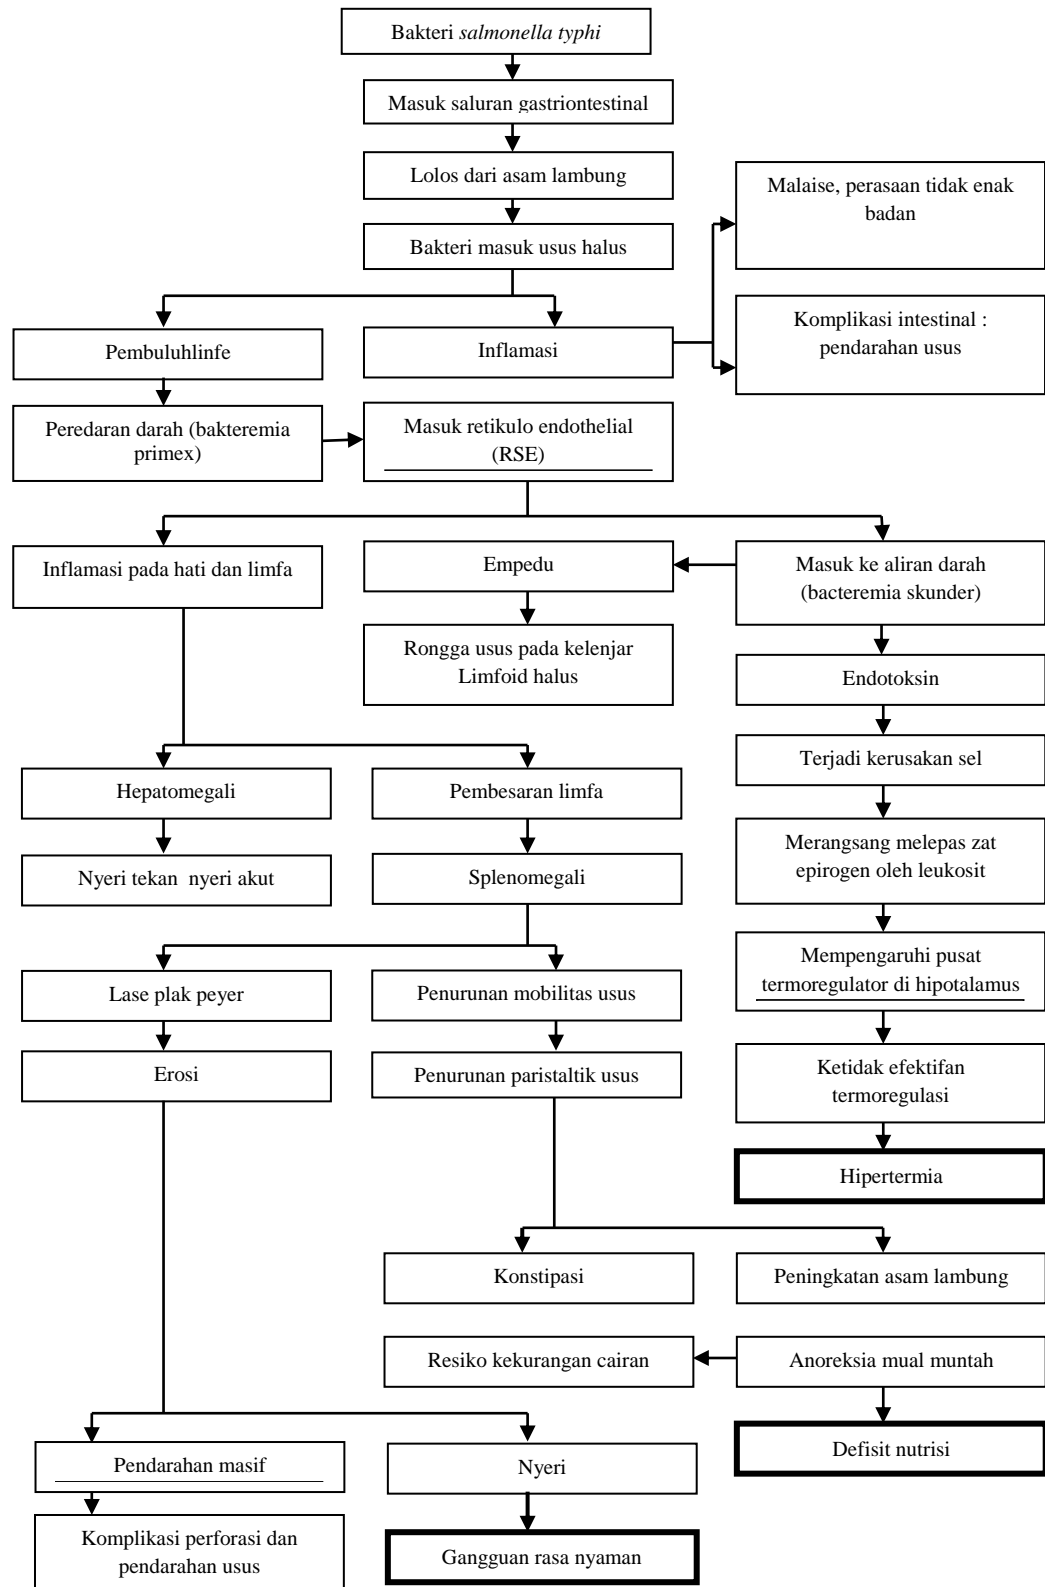 Bakteri salmonella typhi
Masuk saluran gastriontestinal
Lolos dari asam lambung
Malaise, perasaan tidak enak
badan
Bakteri masuk usus halus
Pembuluhlinfe
Inflamasi
Komplikasi intestinal :
pendarahan usus
Peredaran darah (bakteremia
primex)
Masuk retikulo endothelial
(RSE)
Inflamasi pada hati dan limfa
Empedu
Masuk ke aliran darah
(bacteremia skunder)
Rongga usus pada kelenjar
Limfoid halus
Endotoksin
Terjadi kerusakan sel
Hepatomegali
Pembesaran limfa
Merangsang melepas zat
epirogen oleh leukosit
Nyeri tekan nyeri akut
Splenomegali
Mempengaruhi pusat
termoregulator di hipotalamus
Lase plak peyer
Penurunan mobilitas usus
Erosi
Penurunan paristaltik usus
Ketidak efektifan
termoregulasi
Hipertermia
Konstipasi
Peningkatan asam lambung
Resiko kekurangan cairan
Anoreksia mual muntah
Defisit nutrisi
Pendarahan masif
Nyeri
Komplikasi perforasi dan
pendarahan usus
Gangguan rasa nyaman